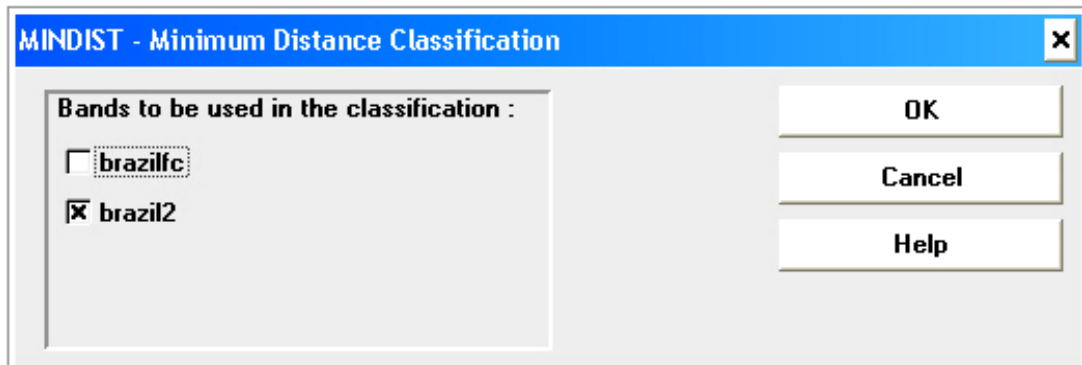 MINDIST - Minimum Distance Classification
Bands to be used in the classification :
brazilfc
brazil2
OK
Cancel
Help